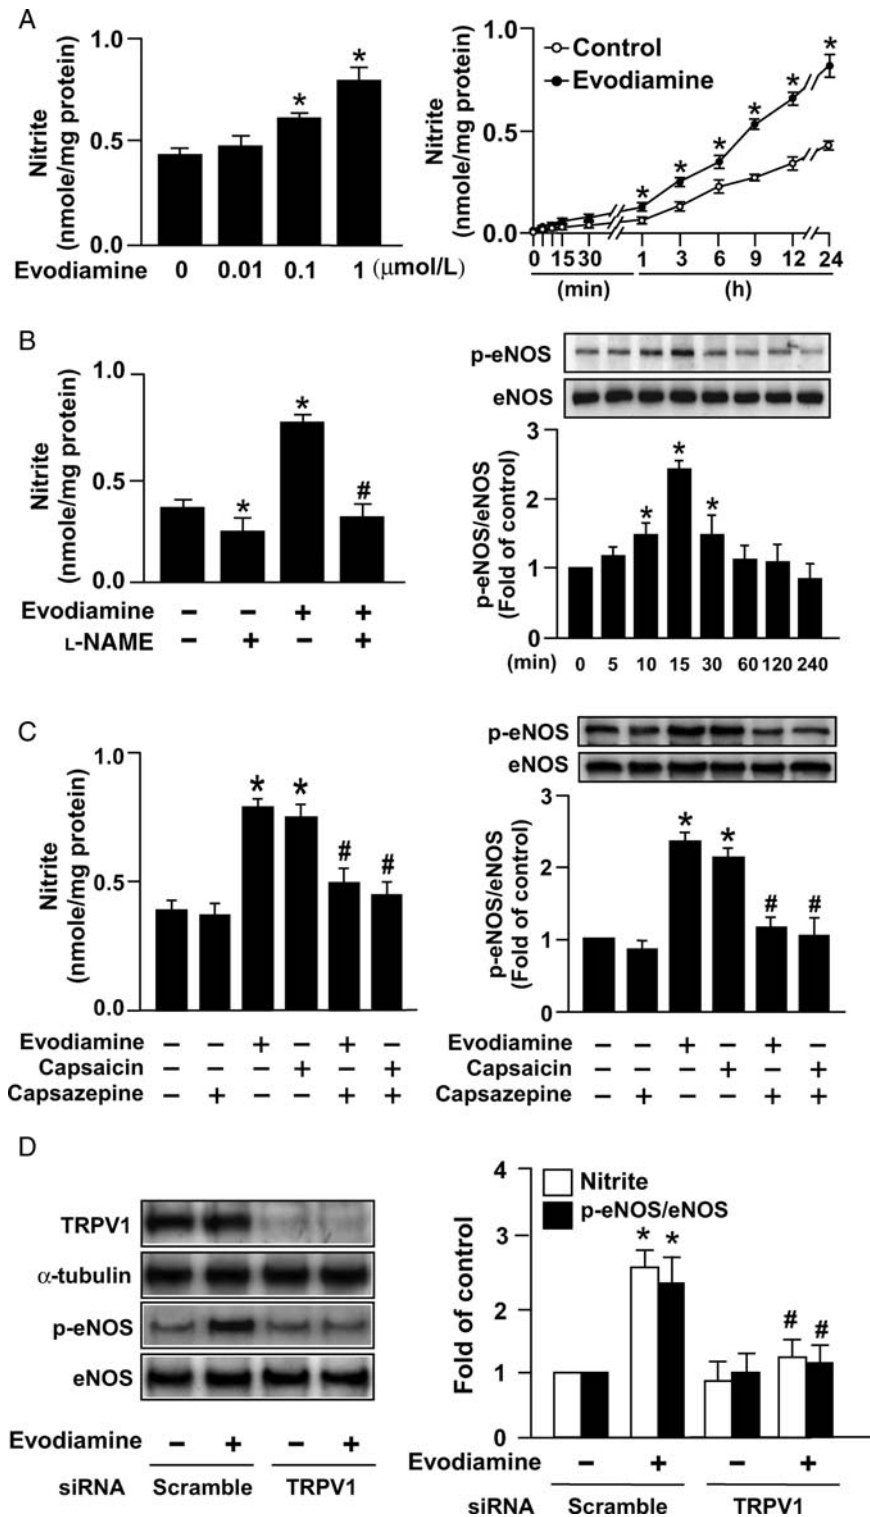 A
Nitrite
(nmole/mg protein)
1.0
0.5
0.0
Evodiamine 0 0.01 0.1 1 (μmol/L)
* *
Nitrite
(nmole/mg protein)
1.0
0.5
0.0
Control
Evodiamine
* * * * * *
0 15 30 1 3 6 9 12 24
(min) (h)
B
Nitrite
(nmole/mg protein)
1.0
0.5
0.0
* * #
Evodiamine − − + +
L-NAME − + − +
p-eNOS
eNOS
p-eNOS/eNOS
(Fold of control)
3
2
1
0
* * *
(min) 0 5 10 15 30 60 120 240
C
Nitrite
(nmole/mg protein)
1.0
0.5
0.0
* * # #
Evodiamine − − + − + −
Capsaicin − − − + − +
Capsazepine − + − − + +
p-eNOS
eNOS
p-eNOS/eNOS
(Fold of control)
3
2
1
0
* * # #
Evodiamine − − + − + −
Capsaicin − − − + − +
Capsazepine − + − − + +
D
TRPV1
α-tubulin
p-eNOS
eNOS
Evodiamine − + − +
siRNA Scramble TRPV1
Fold of control
4
3
2
1
0
Nitrite
p-eNOS/eNOS
* * # #
Evodiamine − + − +
siRNA Scramble TRPV1